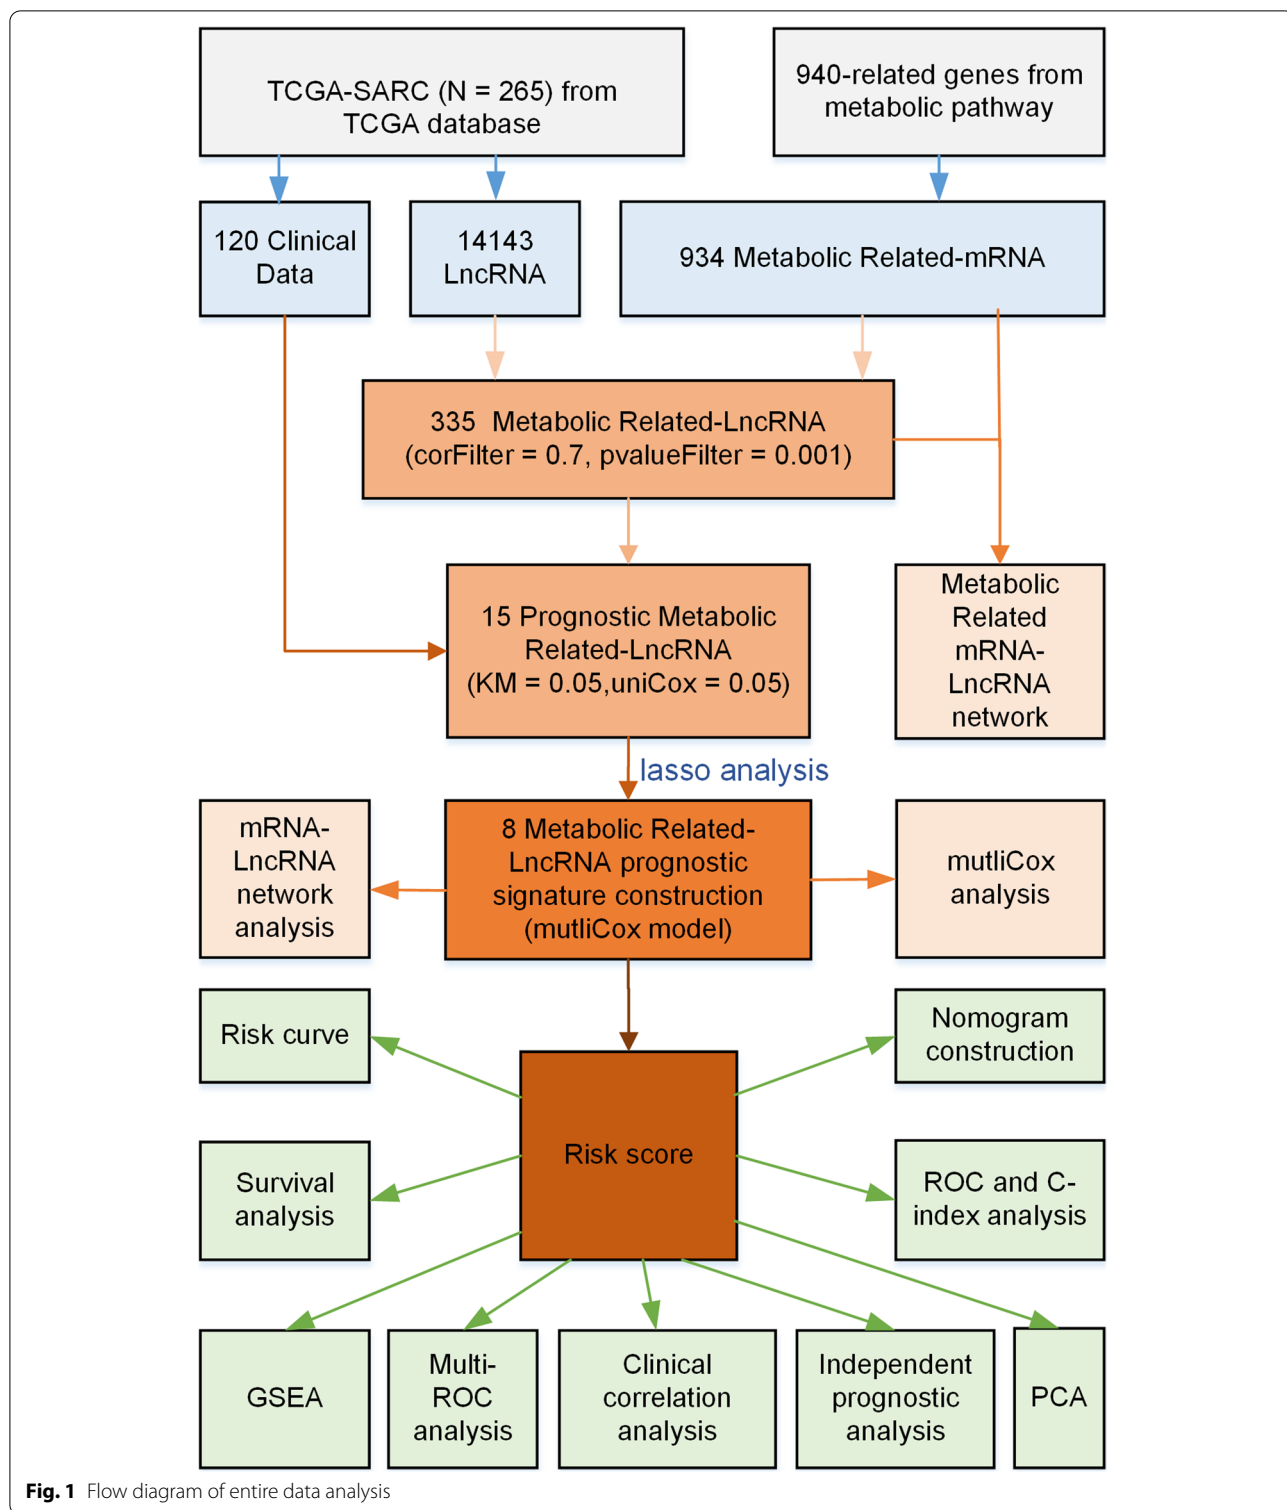 TCGA-SARC (N = 265) from
TCGA database
940-related genes from
metabolic pathway
120 Clinical
Data
14143
LncRNA
934 Metabolic Related-mRNA
335  Metabolic Related-LncRNA
(corFilter = 0.7, pvalueFilter = 0.001)
15 Prognostic Metabolic
Related-LncRNA
(KM = 0.05,uniCox = 0.05)
Metabolic
Related
mRNA-
LncRNA
network
lasso analysis
mRNA-
LncRNA
network
analysis
8 Metabolic Related-
LncRNA prognostic
signature construction
(mutliCox model)
mutliCox
analysis
Risk curve
Nomogram
construction
Risk score
Survival
analysis
ROC and C-
index analysis
GSEA
Multi-
ROC
analysis
Clinical
correlation
analysis
Independent
prognostic
analysis
PCA
Fig. 1  Flow diagram of entire data analysis